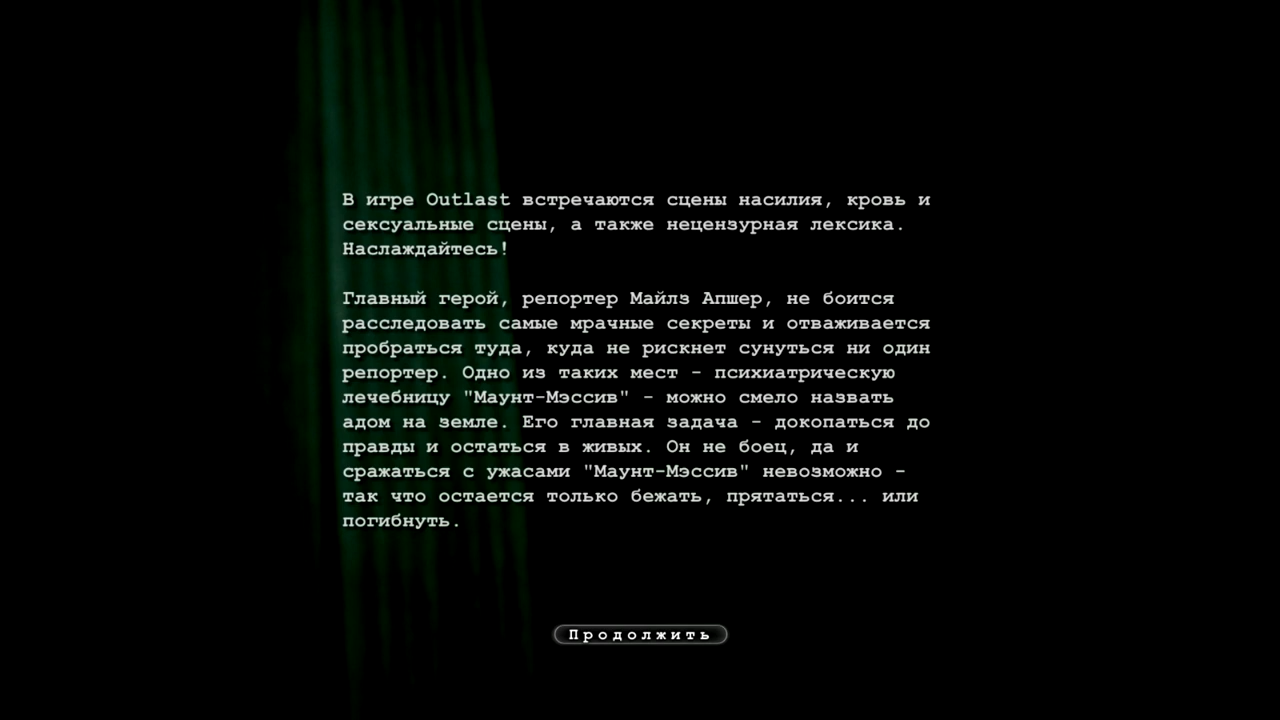 В игре Outlast встречаются сцены насилия, кровь и
сексуальные сцены, а также нецензурная лексика.
Наслаждайтесь!
Главный герой, репортер Майлз Апшер, не боится
расследовать самые мрачные секреты и отваживается
пробраться туда, куда не рискнет сунуться ни один
репортер. Одно из таких мест - психиатрическую
лечебницу "Маунт-Мэссив" - можно смело назвать
адом на земле. Его главная задача - докопаться до
правды и остаться в живых. Он не боец, да и
сражаться с ужасами "Маунт-Мэссив" невозможно -
так что остается только бежать, прятаться... или
погибнуть.
Продолжить